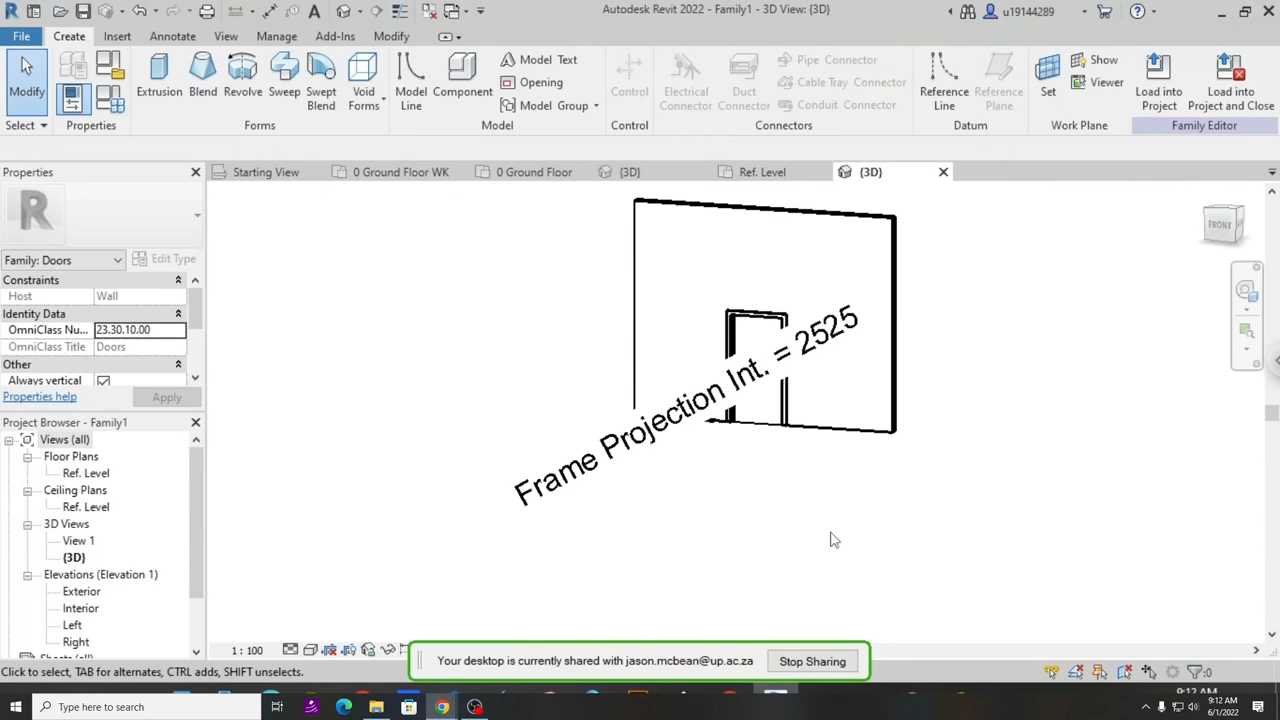 Autodesk Revit 2022 - Family1 - 3D View: {3D}
u19144289
File Create Insert Annotate View Manage Add-Ins Modify
Modify
Select
Properties
Extrusion Blend Revolve Sweep Swept Blend Void Forms
Forms
Model Line Component Model Text
Opening
Model Group
Model
Control
Control
Electrical Connector Duct Connector Pipe Connector
Cable Tray Connector
Conduit Connector
Connectors
Reference Line Reference Plane
Datum
Set Show
Viewer
Work Plane
Load into Project Load into Project and Close
Family Editor
Properties
Starting View 0 Ground Floor WK 0 Ground Floor {3D} Ref. Level {3D}
R
Family: Doors Edit Type
Constraints
Host Wall
Identity Data
OmniClass Nu... 23.30.10.00
OmniClass Title Doors
Other
Always vertical
Properties help Apply
Project Browser - Family1
Views (all)
Floor Plans
Ref. Level
Ceiling Plans
Ref. Level
3D Views
View 1
{3D}
Elevations (Elevation 1)
Exterior
Interior
Left
Right
Frame Projection Int. = 2525
FRONT
1 : 100
Your desktop is currently shared with jason.mcbean@up.ac.za Stop Sharing
Click to select, TAB for alternates, CTRL adds, SHIFT unselects.
:0
Type here to search
9:12 AM
6/1/2022